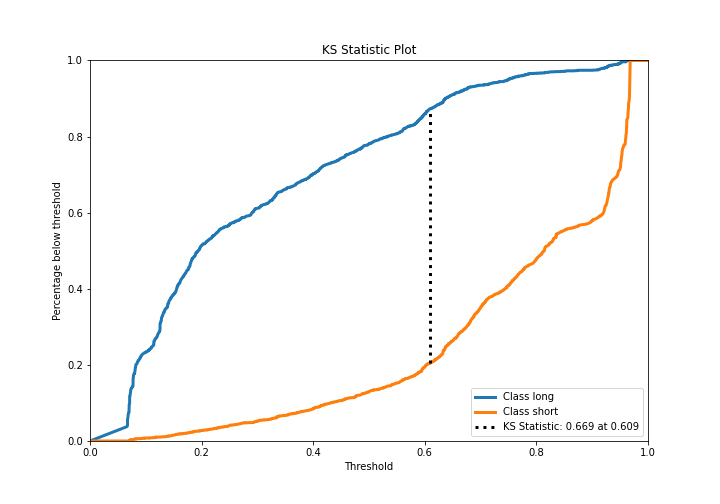 KS Statistic Plot
1.0
0.8
0.6
0.4
0.2
0.0
Percentage below threshold
Class long
Class short
KS Statistic: 0.669 at 0.609
0.0 0.2 0.4 0.6 0.8 1.0
Threshold